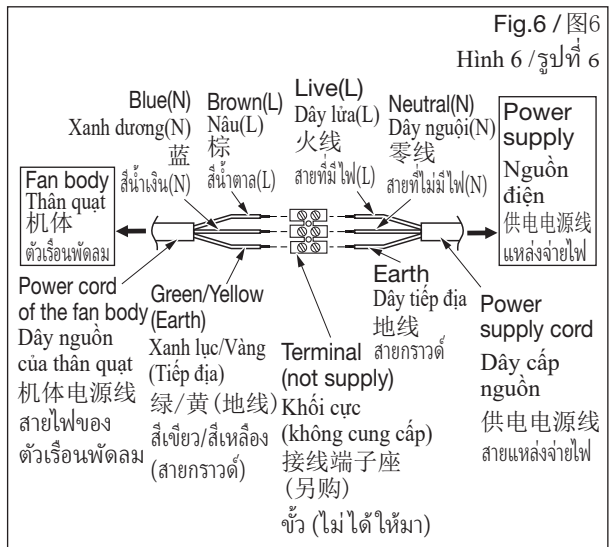 Fig.6 / 图6
Hình 6 /รูปที่ 6
Blue(N)
Xanh dương(N)
蓝
สีน้ำเงิน(N)
Brown(L)
Nâu(L)
棕
สีน้ำตาล(L)
Live(L)
Dây lửa(L)
火线
สายที่มีไฟ(L)
Neutral(N)
Dây nguội(N)
零线
สายที่ไม่มีไฟ(N)
Power
supply
Nguồn
điện
供电电源线
แหล่งจ่ายไฟ
Fan body
Thân quạt
机体
ตัวเรือนพัดลม
Power cord
of the fan body
Dây nguồn
của thân quạt
机体电源线
สายไฟของ
ตัวเรือนพัดลม
Green/Yellow
(Earth)
Xanh lục/Vàng
(Tiếp địa)
绿/黄(地线)
สีเขียว/สีเหลือง
(สายกราวด์)
Terminal
(not supply)
Khối cực
(không cung cấp)
接线端子座
(另购)
ขั้ว (ไม่ได้ให้มา)
Earth
Dây tiếp địa
地线
สายกราวด์
Power
supply cord
Dây cấp
nguồn
供电电源线
สายแหล่งจ่ายไฟ